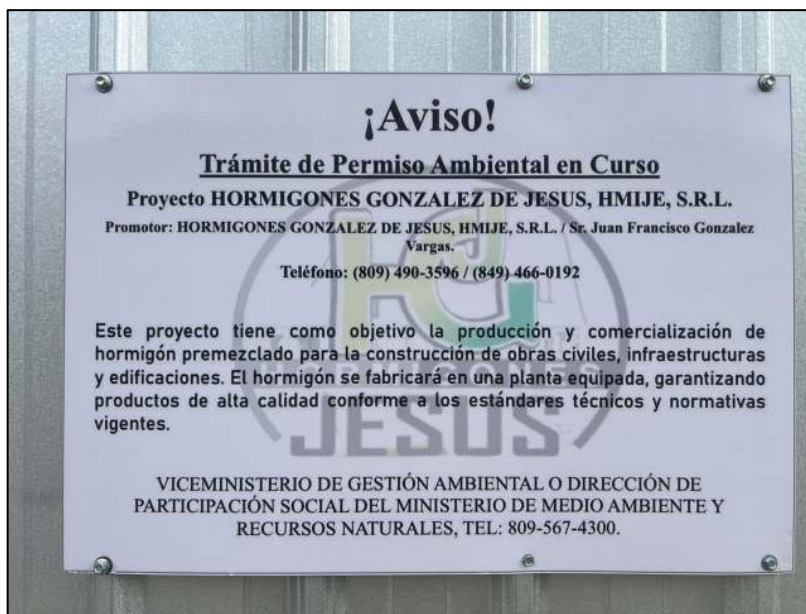 ¡Aviso!
Trámite de Permiso Ambiental en Curso
Proyecto HORMIGONES GONZALEZ DE JESUS, HMIJE, S.R.L.
Promotor: HORMIGONES GONZALEZ DE JESUS, HMIJE, S.R.L. / Sr. Juan Francisco Gonzalez
Vargas.
Teléfono: (809) 490-3596 / (849) 466-0192
Este proyecto tiene como objetivo la producción y comercialización de
hormigón premezclado para la construcción de obras civiles, infraestructuras
y edificaciones. El hormigón se fabricará en una planta equipada, garantizando
productos de alta calidad conforme a los estándares técnicos y normativas
vigentes.
JESUS
VICEMINISTERIO DE GESTIÓN AMBIENTAL O DIRECCIÓN DE
PARTICIPACIÓN SOCIAL DEL MINISTERIO DE MEDIO AMBIENTE Y
RECURSOS NATURALES, TEL: 809-567-4300.